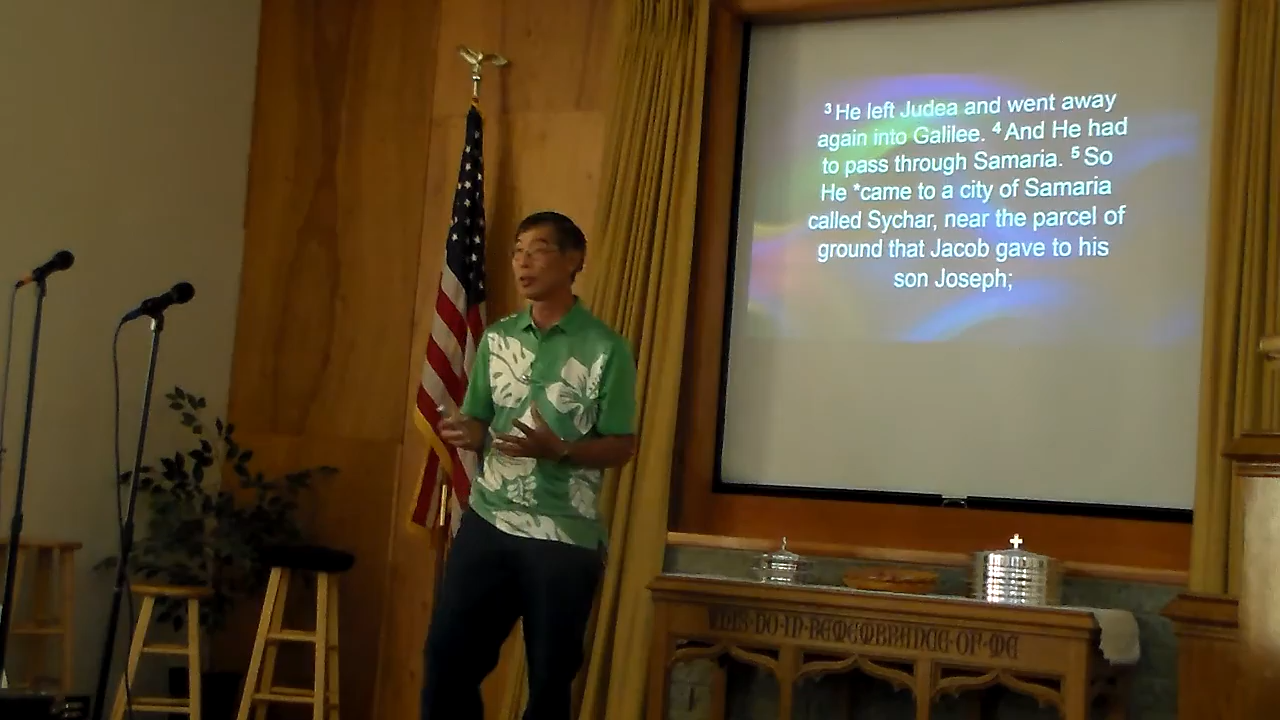 ³ He left Judea and went away
again into Galilee. ⁴ And He had
to pass through Samaria. ⁵ So
He *came to a city of Samaria
called Sychar, near the parcel of
ground that Jacob gave to his
son Joseph;
THIS·DO·IN·REMEMBRANCE·OF·ME